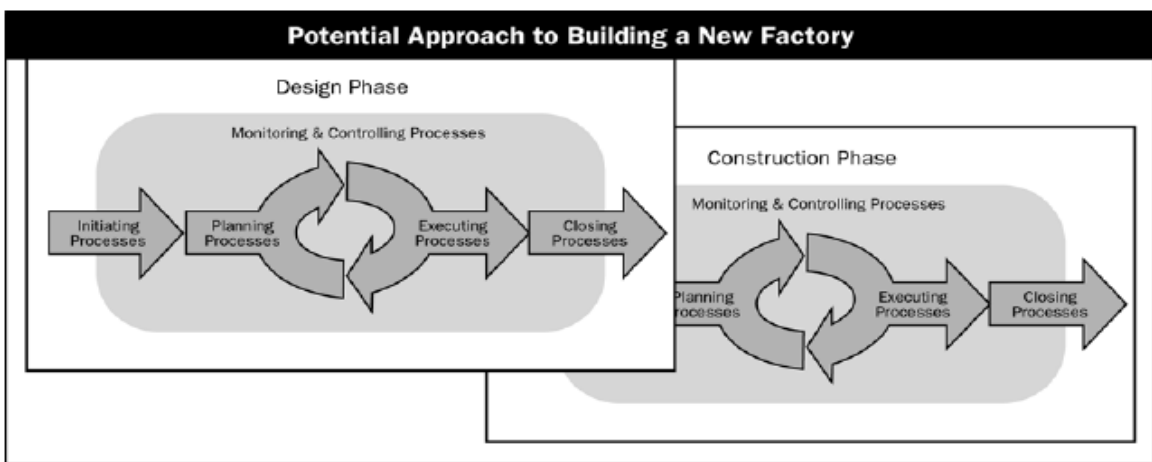 Potential Approach to Building a New Factory
Design Phase
Monitoring & Controlling Processes
Initiating
Processes
Planning
Processes
Executing
Processes
Closing
Processes
Construction Phase
Monitoring & Controlling Processes
Planning
rocesses
Executing
Processes
Closing
Processes